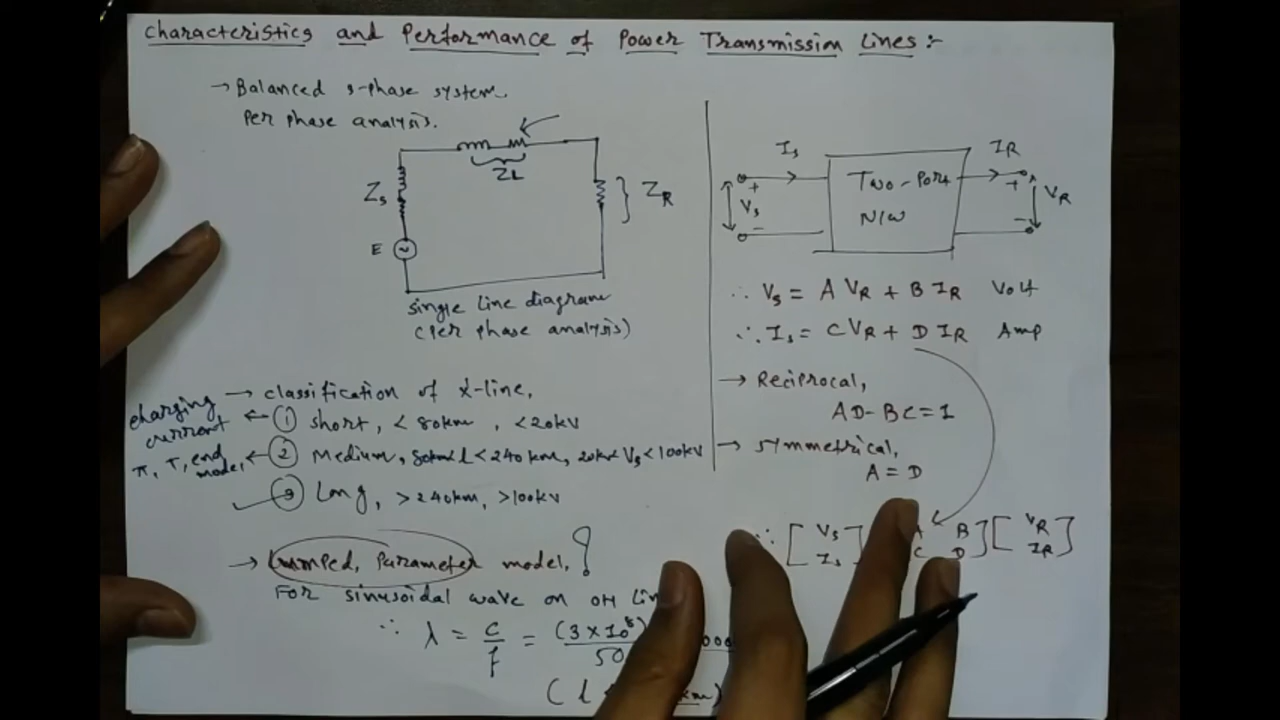 Characteristics and Performance of Power Transmission Lines :-
→ Balanced 3-phase system.
Per phase analysis.
ZL
Zs
ZR
E
single line diagram
(per phase analysis)
→ classification of x-line,
charging current ← ① short, < 80km, <20kV
π, T, end model ← ② Medium, 80km< l < 240 km, 20kV< Vs < 100kV
③ Long, > 240km, >100kV
→ Lumped, Parameter model,
For sinusoidal wave on OH
∴ λ = c/f = (3×10⁸)/50
( l
Is
IR
+
Two-Port
N/W
+
Vs
VR
-
-
∴ Vs = A VR + B IR Volt
∴ Is = C VR + D IR Amp
→ Reciprocal,
AD - BC = 1
→ symmetrical,
A = D
∴ [ Vs B ] [ VR
Is D ] IR ]